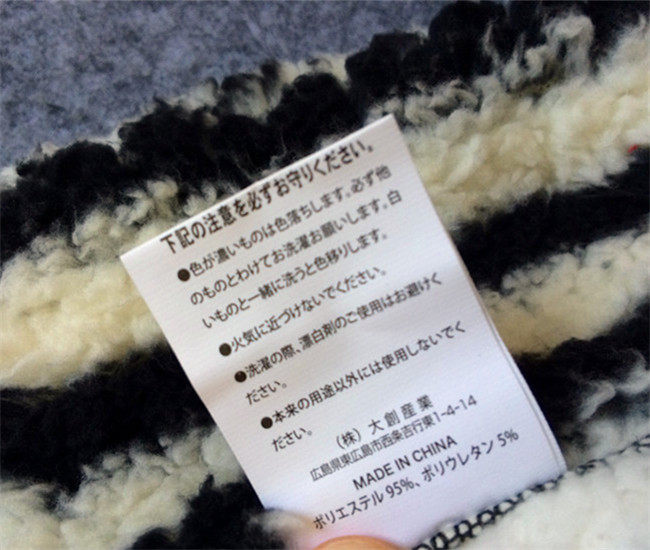 下記の注意を必ずお守りください。
●色が濃いものは色落ちします。必ず他
のものとわけてお洗濯お願いします。白
いものと一緒に洗うと色移りします。
●火気に近づけないでください。
●洗濯の際、漂白剤のご使用はお避けく
ださい。
●本来の用途以外には使用しないでく
ださい。
(株) 大創産業
広島県東広島市西条吉行東1-4-14
MADE IN CHINA
ポリエステル95%、ポリウレタン5%